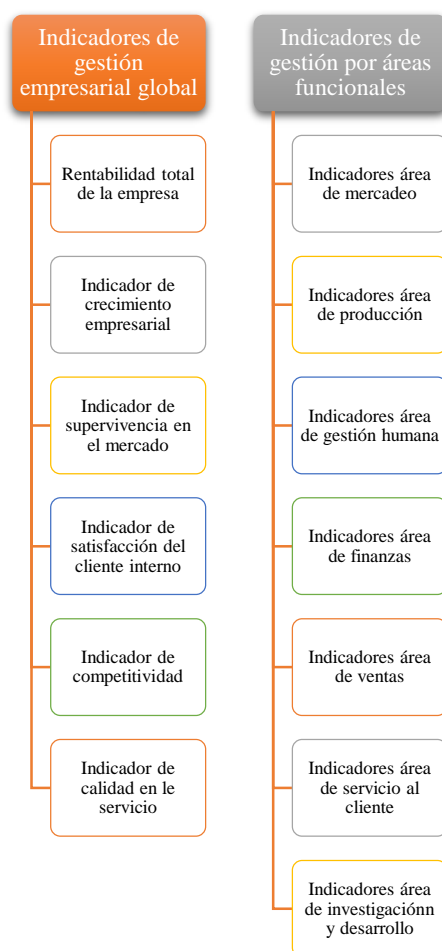 Indicadores de
gestión
empresarial global
Rentabilidad total
de la empresa
Indicador de
crecimiento
empresarial
Indicador de
supervivencia en
el mercado
Indicador de
satisfacción del
cliente interno
Indicador de
competitividad
Indicador de
calidad en le
servicio
Indicadores de
gestión por áreas
funcionales
Indicadores área
de mercadeo
Indicadores área
de producción
Indicadores área
de gestión humana
Indicadores área
de finanzas
Indicadores área
de ventas
Indicadores área
de servicio al
cliente
Indicadores área
de investigaciónn
y desarrollo